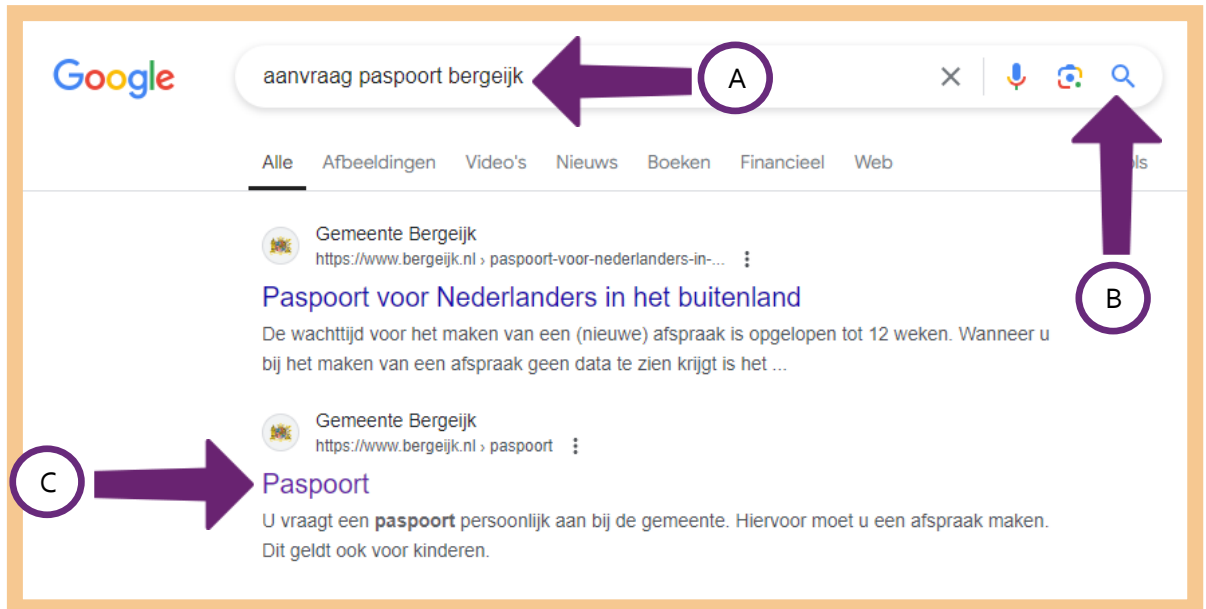 Google
aanvraag paspoort bergeijk
A
Alle Afbeeldingen Video's Nieuws Boeken Financieel Web
B
Gemeente Bergeijk
https://www.bergeijk.nl › paspoort-voor-nederlanders-in-...
Paspoort voor Nederlanders in het buitenland
De wachttijd voor het maken van een (nieuwe) afspraak is opgelopen tot 12 weken. Wanneer u
bij het maken van een afspraak geen data te zien krijgt is het ...
Gemeente Bergeijk
https://www.bergeijk.nl › paspoort
C
Paspoort
U vraagt een paspoort persoonlijk aan bij de gemeente. Hiervoor moet u een afspraak maken.
Dit geldt ook voor kinderen.